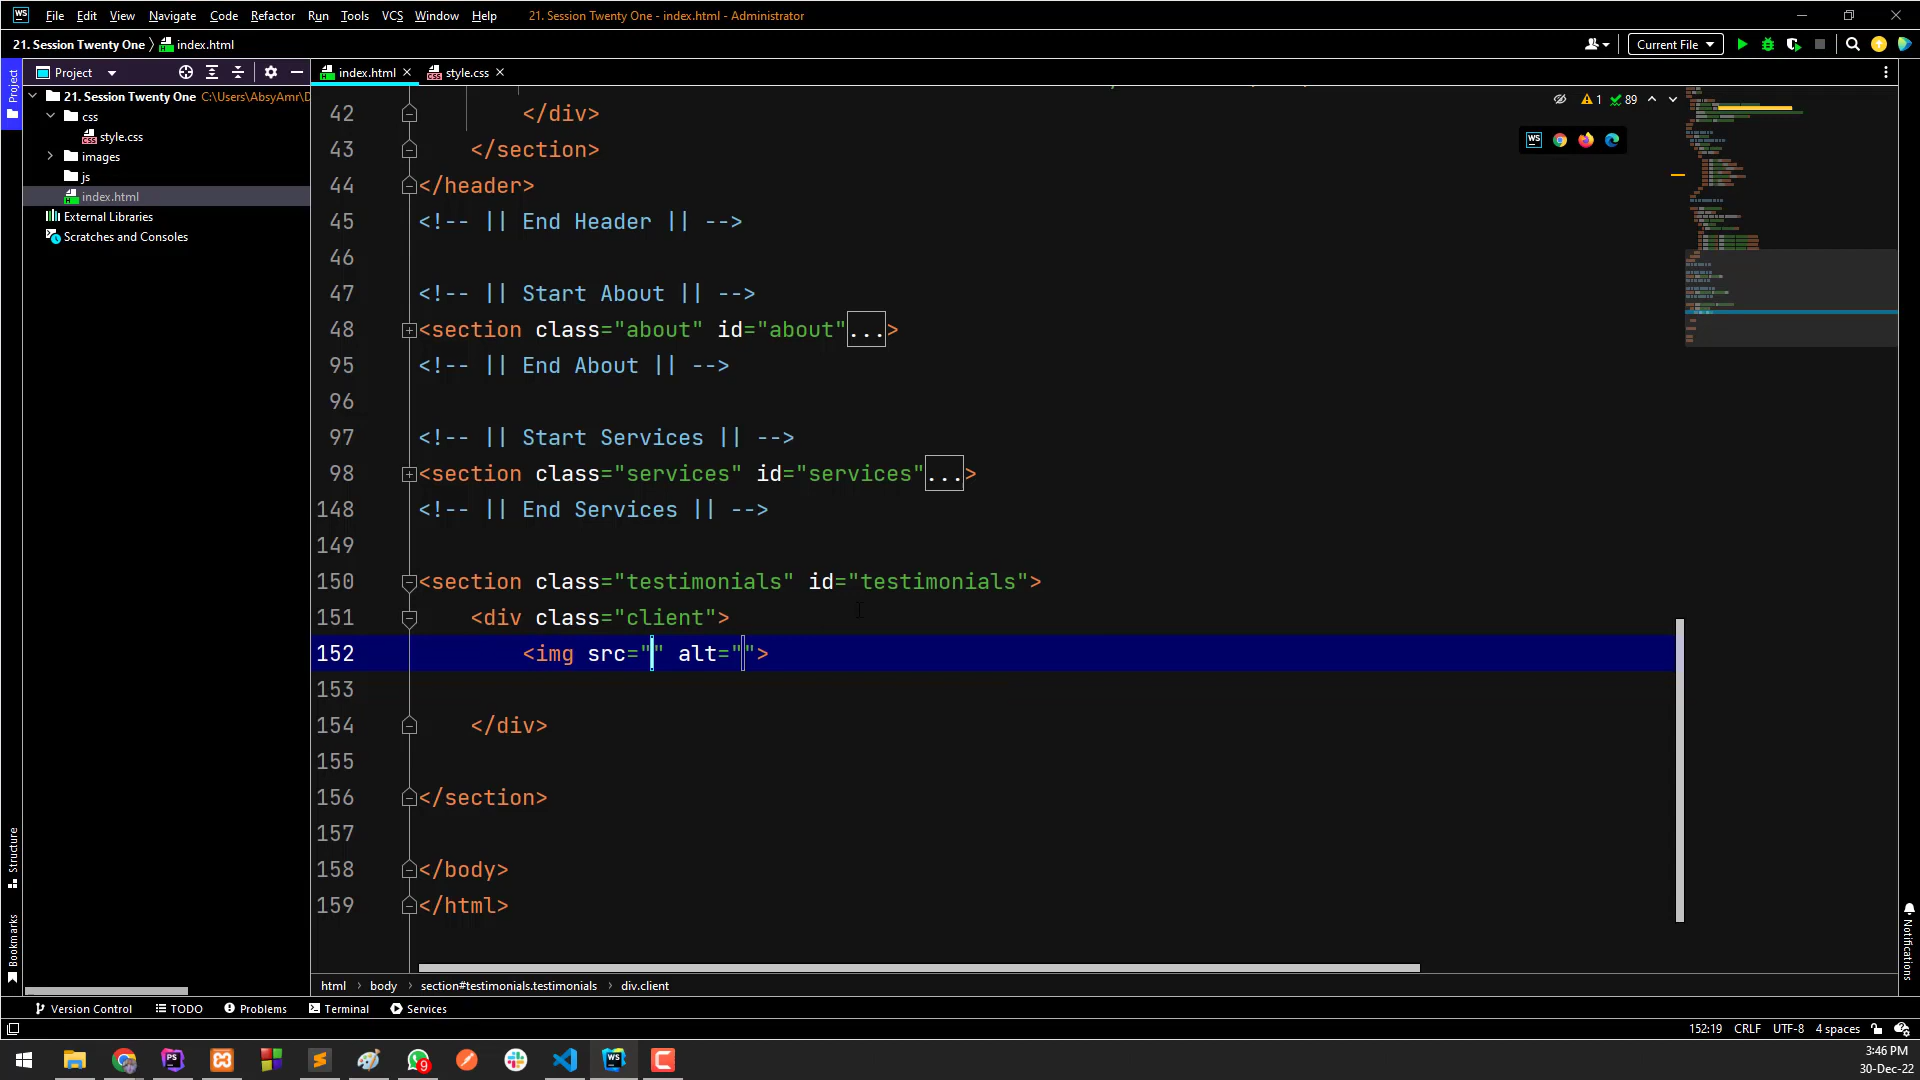 WS File Edit View Navigate Code Refactor Run Tools VCS Window Help 21. Session Twenty One - index.html - Administrator
21. Session Twenty One index.html Current File
Project index.html style.css
Project
21. Session Twenty One C:\Users\AbsyAmr\D
css
style.css
images
js
index.html
External Libraries
Scratches and Consoles
1 89
42 </div>
43 </section>
44 </header>
45 <!-- || End Header || -->
46
47 <!-- || Start About || -->
48 <section class="about" id="about"...>
95 <!-- || End About || -->
96
97 <!-- || Start Services || -->
98 <section class="services" id="services"...>
148 <!-- || End Services || -->
149
150 <section class="testimonials" id="testimonials">
151 <div class="client">
152 <img src="" alt="">
153
154 </div>
155
156 </section>
157
158 </body>
159 </html>
Structure
Bookmarks
Notifications
html body section#testimonials.testimonials div.client
Version Control TODO Problems Terminal Services
152:19 CRLF UTF-8 4 spaces
PS 9 WS
3:46 PM
30-Dec-22